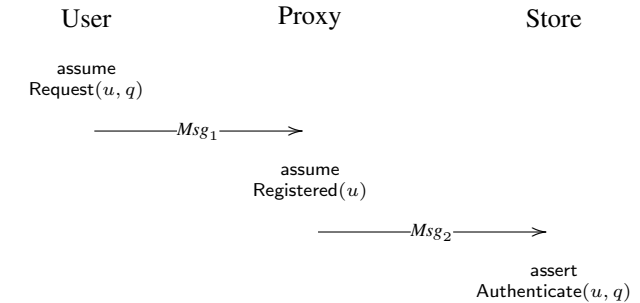 User Proxy Store
assume
Request(u, q)
Msg₁
assume
Registered(u)
Msg₂
assert
Authenticate(u, q)